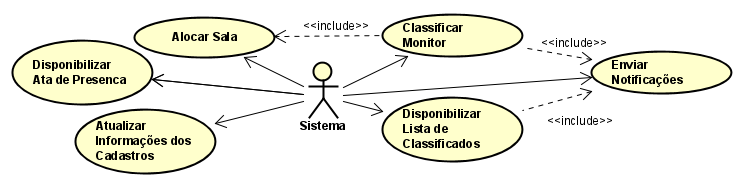 Alocar Sala
<<include>>
Classificar
Monitor
<<include>>
Disponibilizar
Ata de Presenca
Enviar
Notificações
Sistema
Atualizar
Informações dos
Cadastros
Disponibilizar
Lista de
Classificados
<<include>>